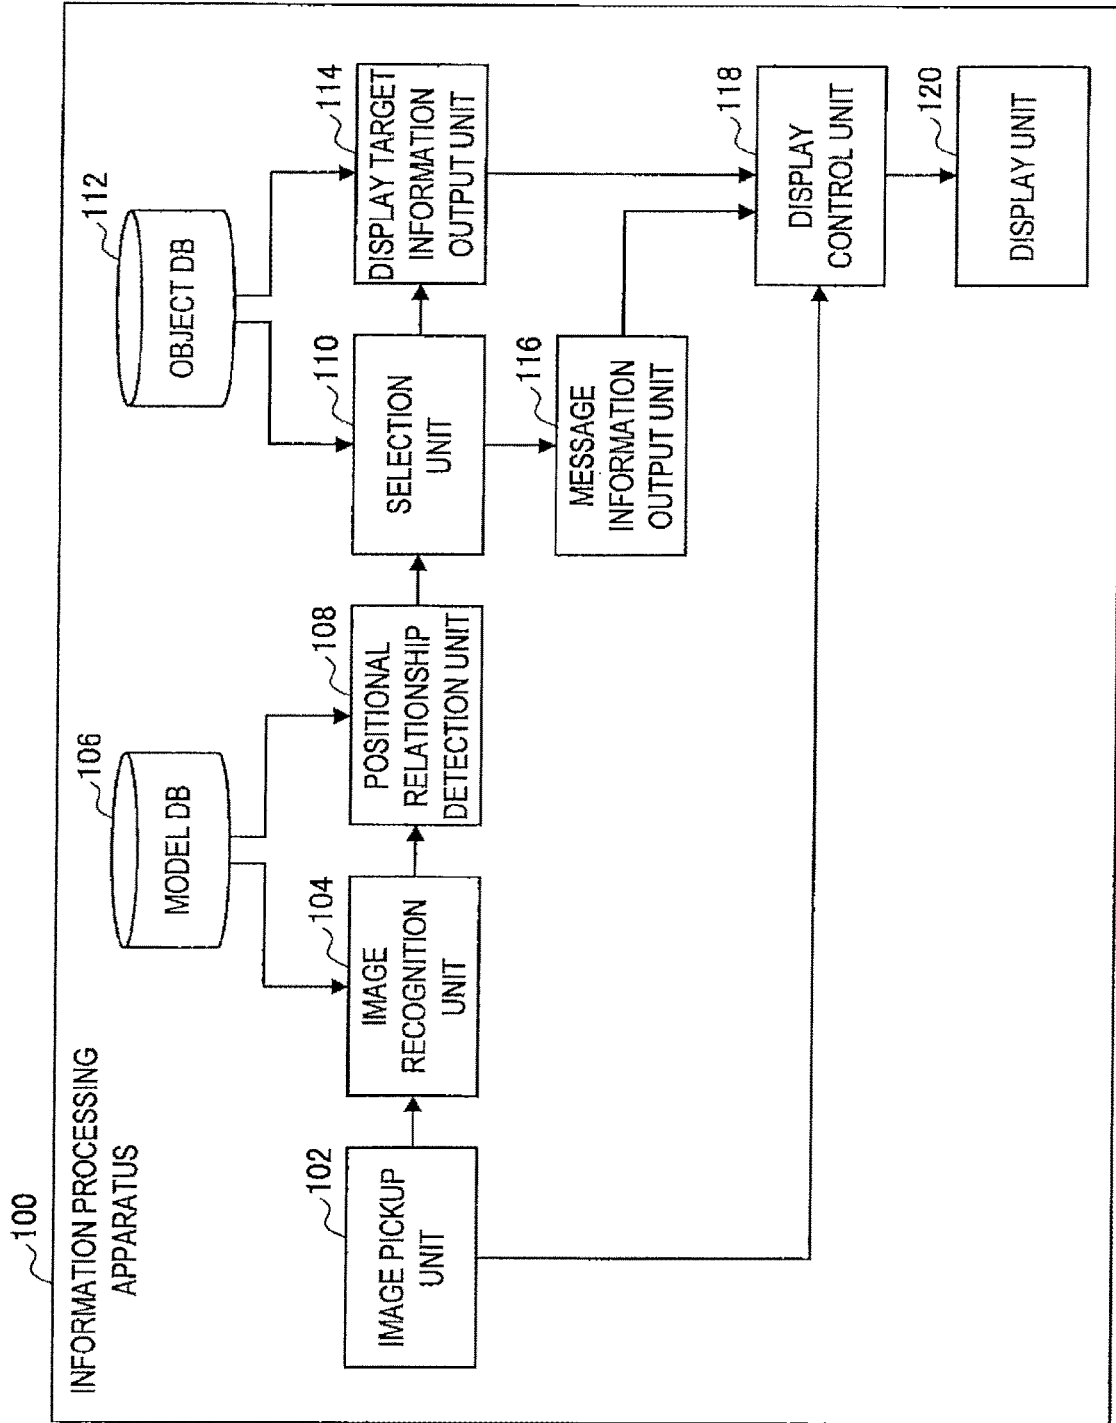 100
INFORMATION PROCESSING
APPARATUS
106
MODEL DB
112
OBJECT DB
102
IMAGE PICKUP
UNIT
104
IMAGE
RECOGNITION
UNIT
108
POSITIONAL
RELATIONSHIP
DETECTION UNIT
110
SELECTION
UNIT
114
DISPLAY TARGET
INFORMATION
OUTPUT UNIT
116
MESSAGE
INFORMATION
OUTPUT UNIT
118
DISPLAY
CONTROL UNIT
120
DISPLAY UNIT